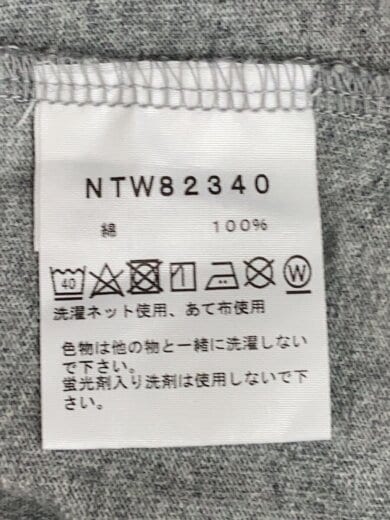 NTW82340
綿 100%
40 W
洗濯ネット使用、あて布使用
色物は他の物と一緒に洗濯しない
で下さい。
蛍光剤入り洗剤は使用しないで下
さい。